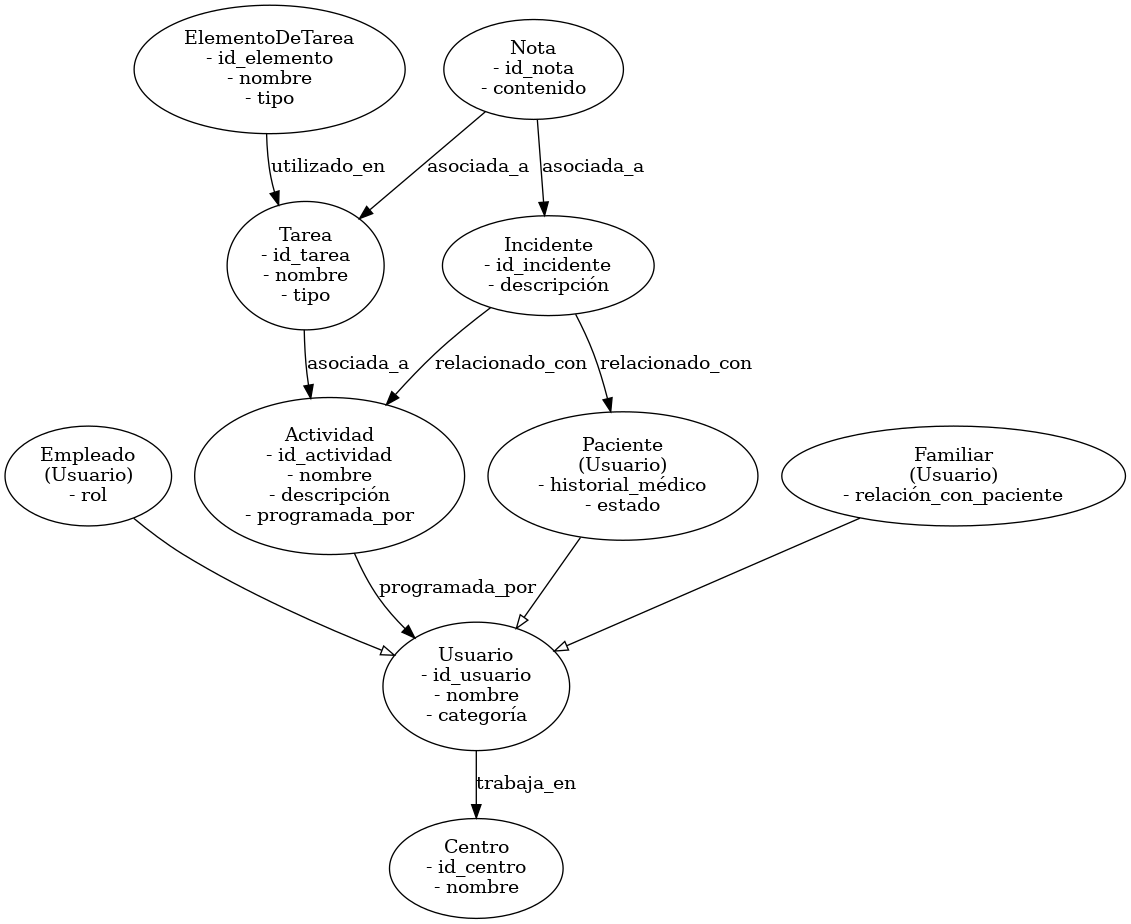 ElementoDeTarea
- id_elemento
- nombre
- tipo
Nota
- id_nota
- contenido
utilizado_en
asociada_a
asociada_a
Tarea
- id_tarea
- nombre
- tipo
Incidente
- id_incidente
- descripción
asociada_a
relacionado_con
relacionado_con
Empleado
(Usuario)
- rol
Actividad
- id_actividad
- nombre
- descripción
- programada_por
Paciente
(Usuario)
- historial_médico
- estado
Familiar
(Usuario)
- relación_con_paciente
programada_por
Usuario
- id_usuario
- nombre
- categoría
trabaja_en
Centro
- id_centro
- nombre